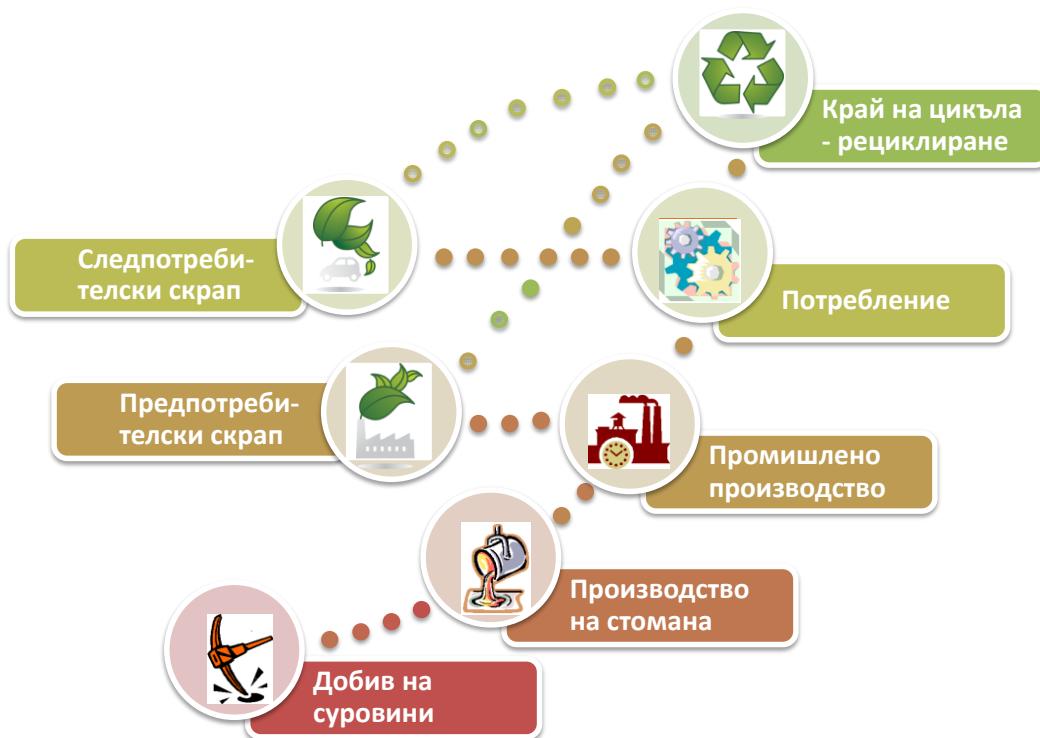 Край на цикъла
- рециклиране
Следпотреби-
телски скрап
Потребление
Предпотреби-
телски скрап
Промишлено
производство
Производство
на стомана
Добив на
суровини